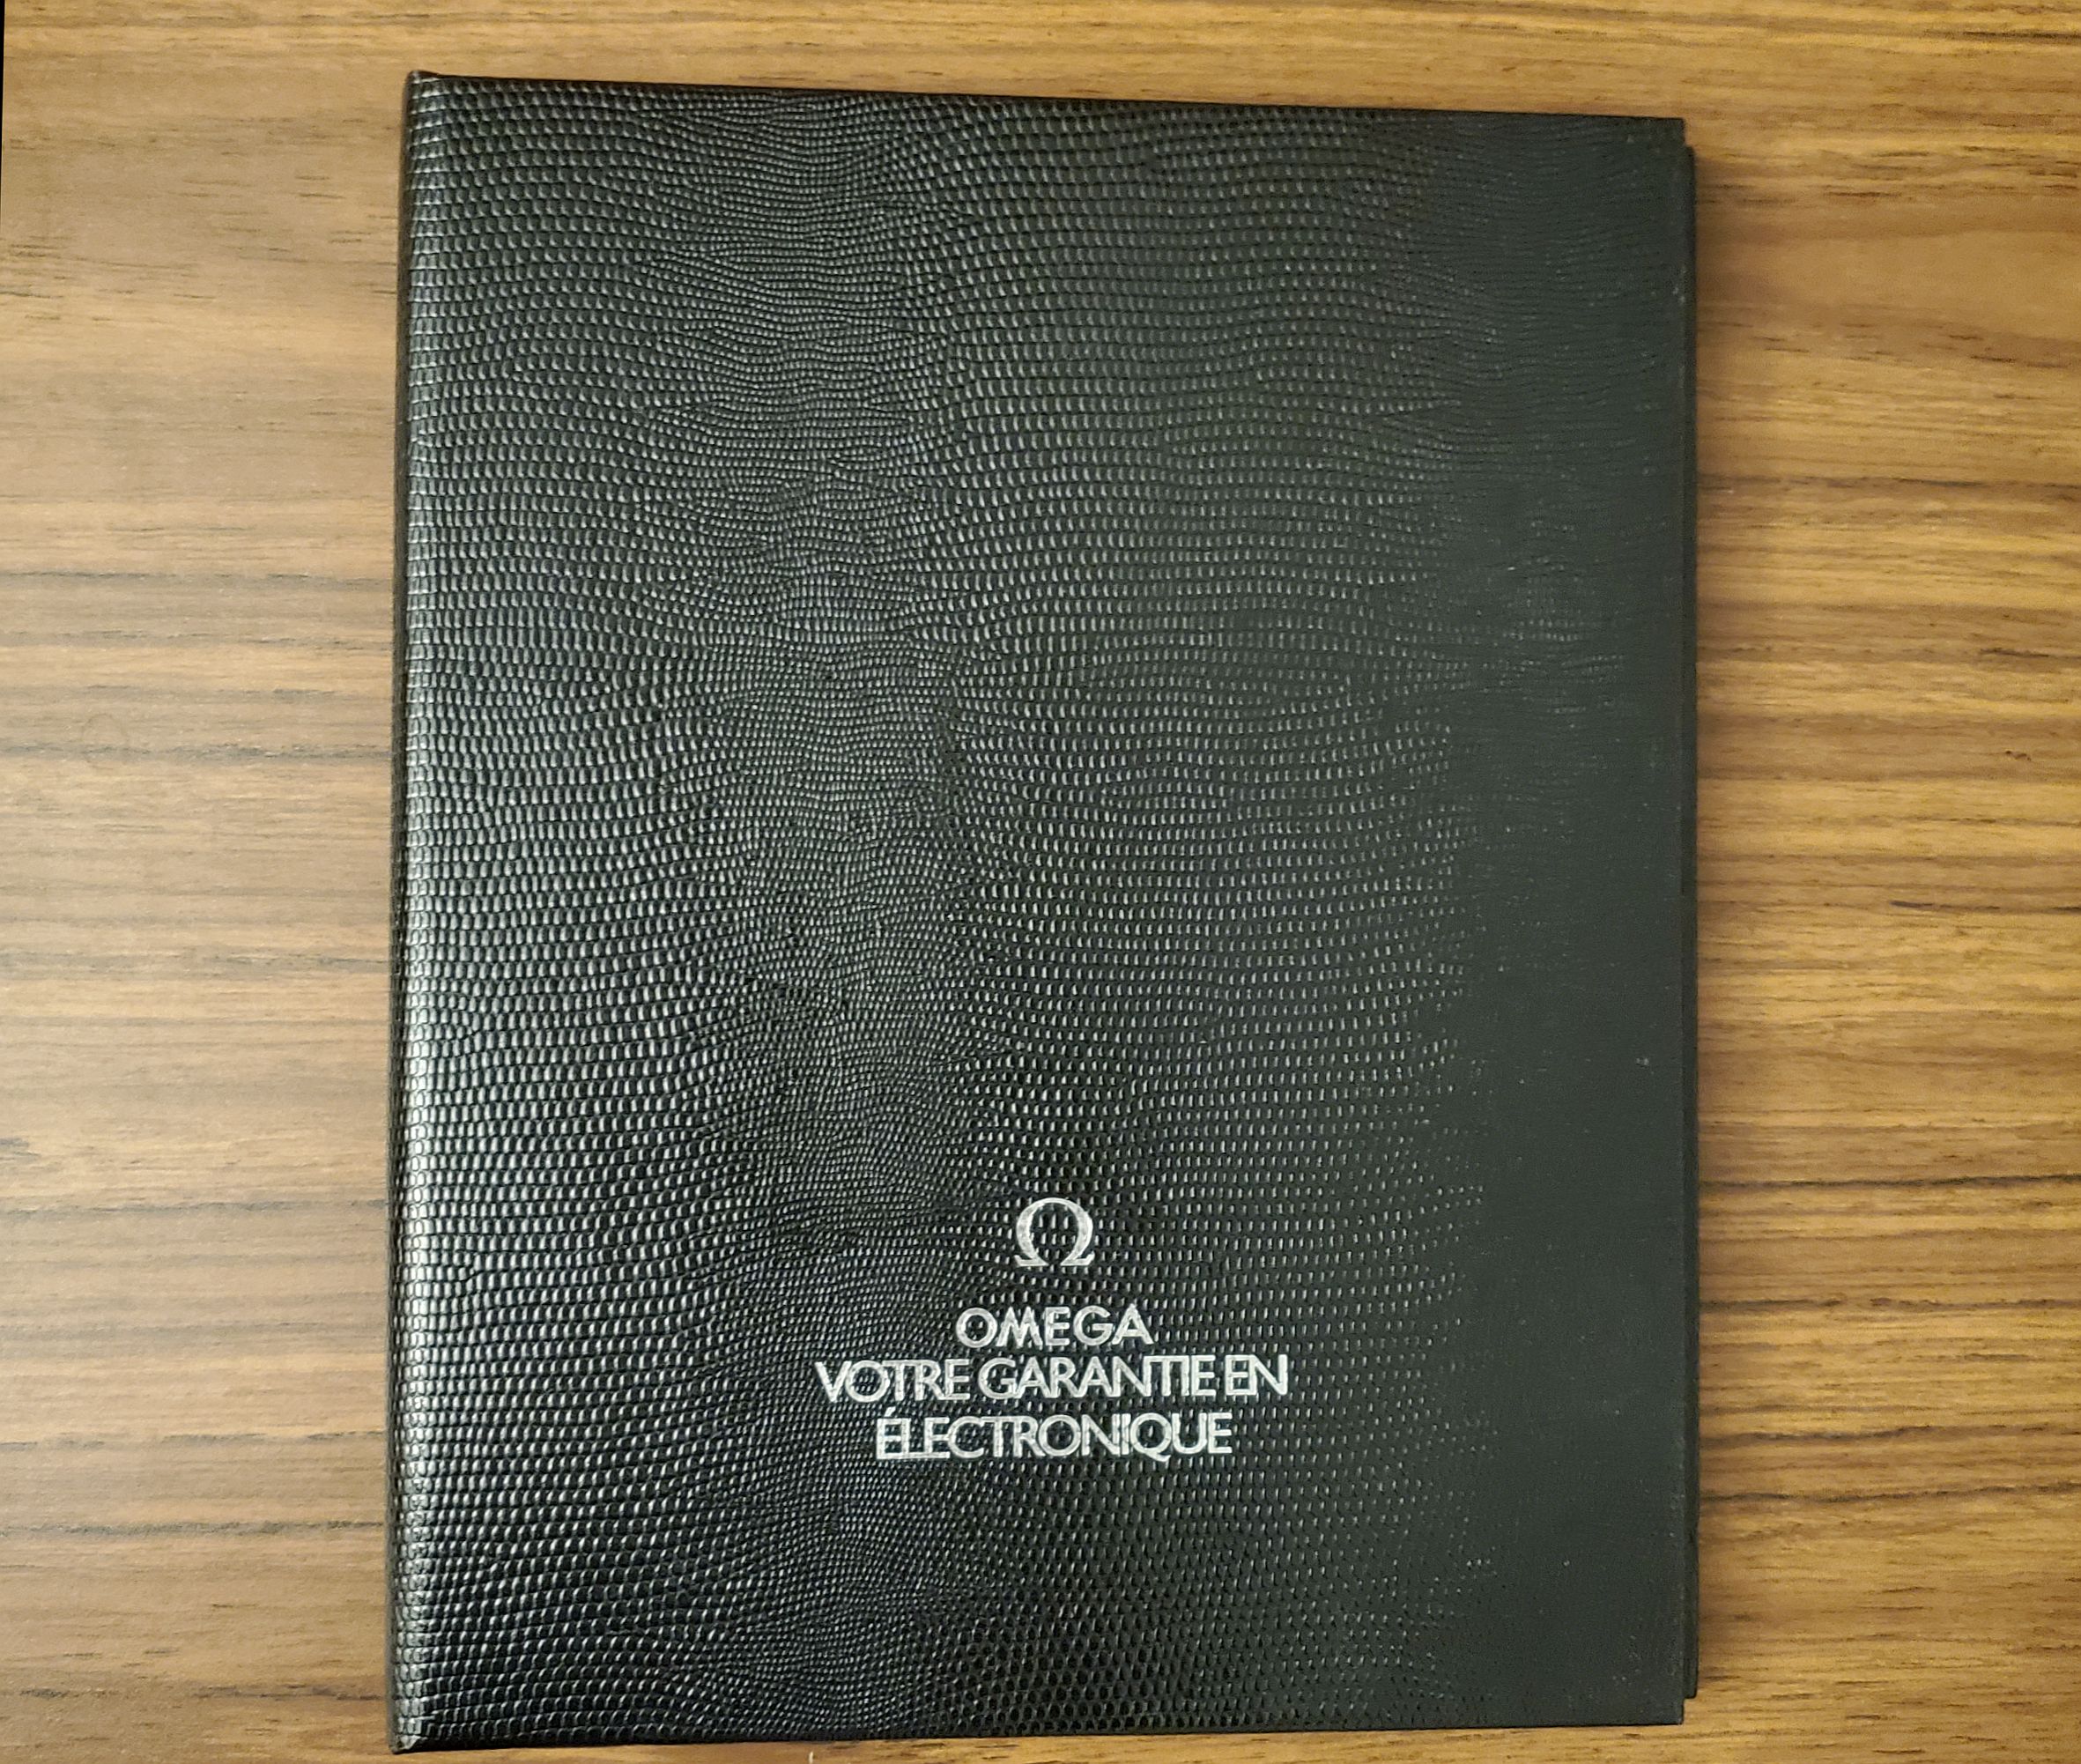 Ω
OMEGA
VOTRE GARANTIE EN
ÉLECTRONIQUE